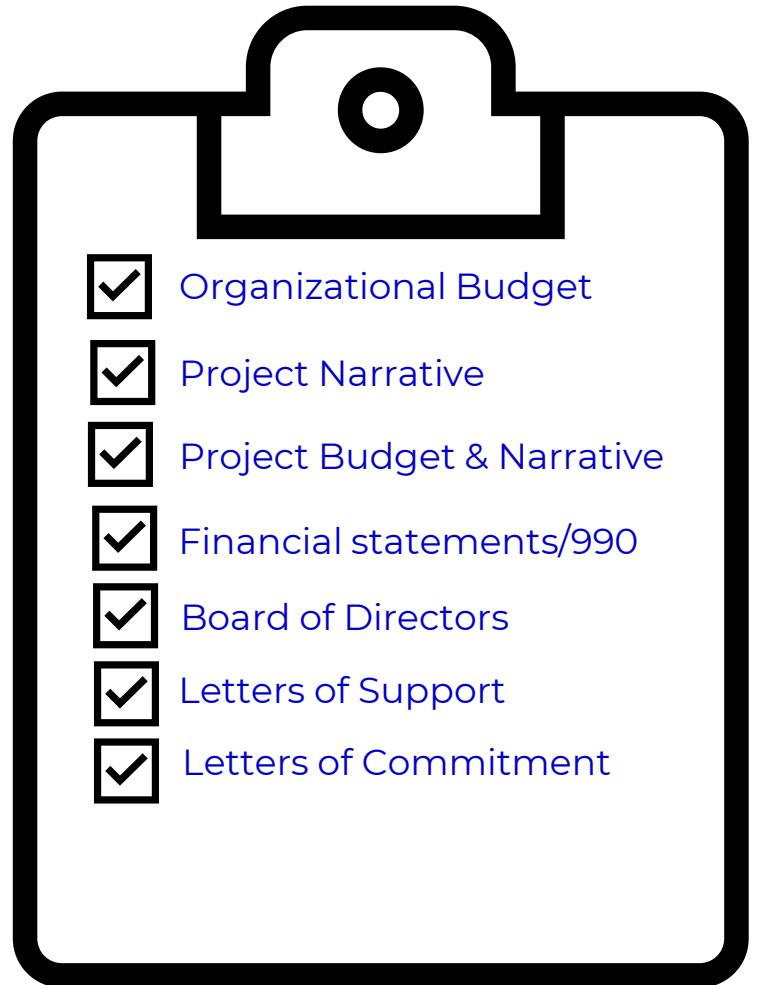 Organizational Budget
Project Narrative
Project Budget & Narrative
Financial statements/990
Board of Directors
Letters of Support
Letters of Commitment